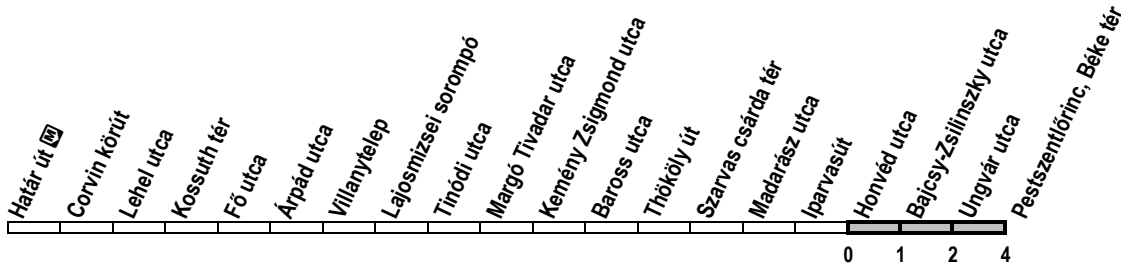 Határ út M
Corvin körút
Lehel utca
Kossuth tér
Fő utca
Árpád utca
Villanytelep
Lajosmizsei sorompó
Tinódi utca
Margó Tivadar utca
Kemény Zsigmond utca
Baross utca
Thököly út
Szarvas csárda tér
Madarász utca
Iparvasút
Honvéd utca
Bajcsy-Zsilinszky utca
Ungvár utca
Pestszentlőrinc, Béke tér
0 1 2 4